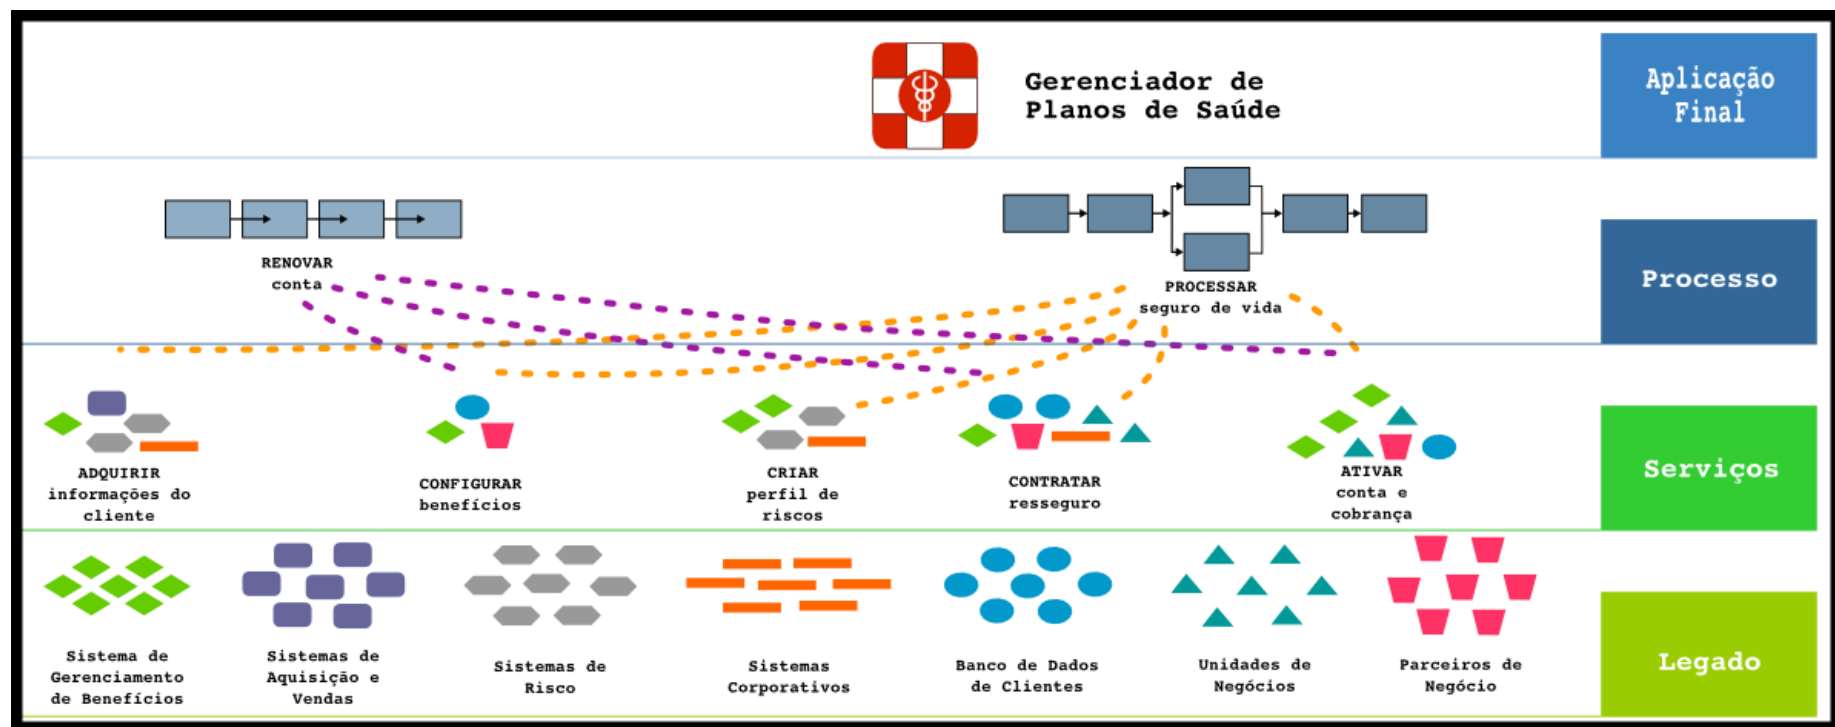 Gerenciador de
Planos de Saúde
Aplicação
Final
RENOVAR
conta
PROCESSAR
seguro de vida
Processo
ADQUIRIR
informações do
cliente
CONFIGURAR
benefícios
CRIAR
perfil de
riscos
CONTRATAR
resseguro
ATIVAR
conta e
cobrança
Serviços
Sistema de
Gerenciamento
de Benefícios
Sistemas de
Aquisição e
Vendas
Sistemas de
Risco
Sistemas
Corporativos
Banco de Dados
de Clientes
Unidades de
Negócios
Parceiros de
Negócio
Legado